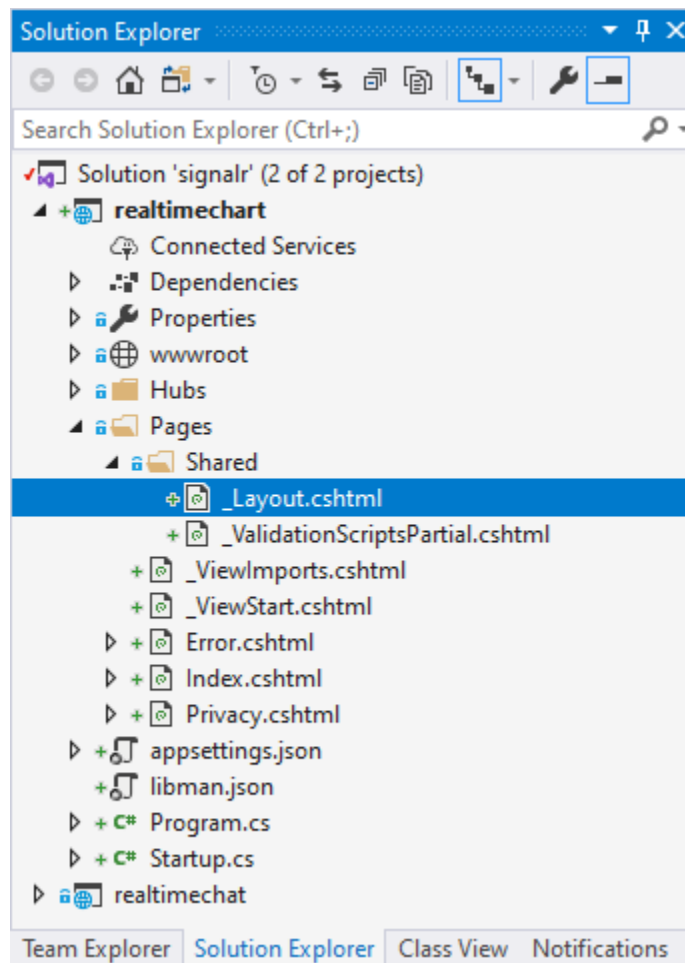 Solution Explorer
Search Solution Explorer (Ctrl+;)
Solution 'signalr' (2 of 2 projects)
realtimechart
Connected Services
Dependencies
Properties
wwwroot
Hubs
Pages
Shared
_Layout.cshtml
_ValidationScriptsPartial.cshtml
_ViewImports.cshtml
_ViewStart.cshtml
Error.cshtml
Index.cshtml
Privacy.cshtml
appsettings.json
libman.json
C# Program.cs
C# Startup.cs
realtimechat
Team Explorer Solution Explorer Class View Notifications